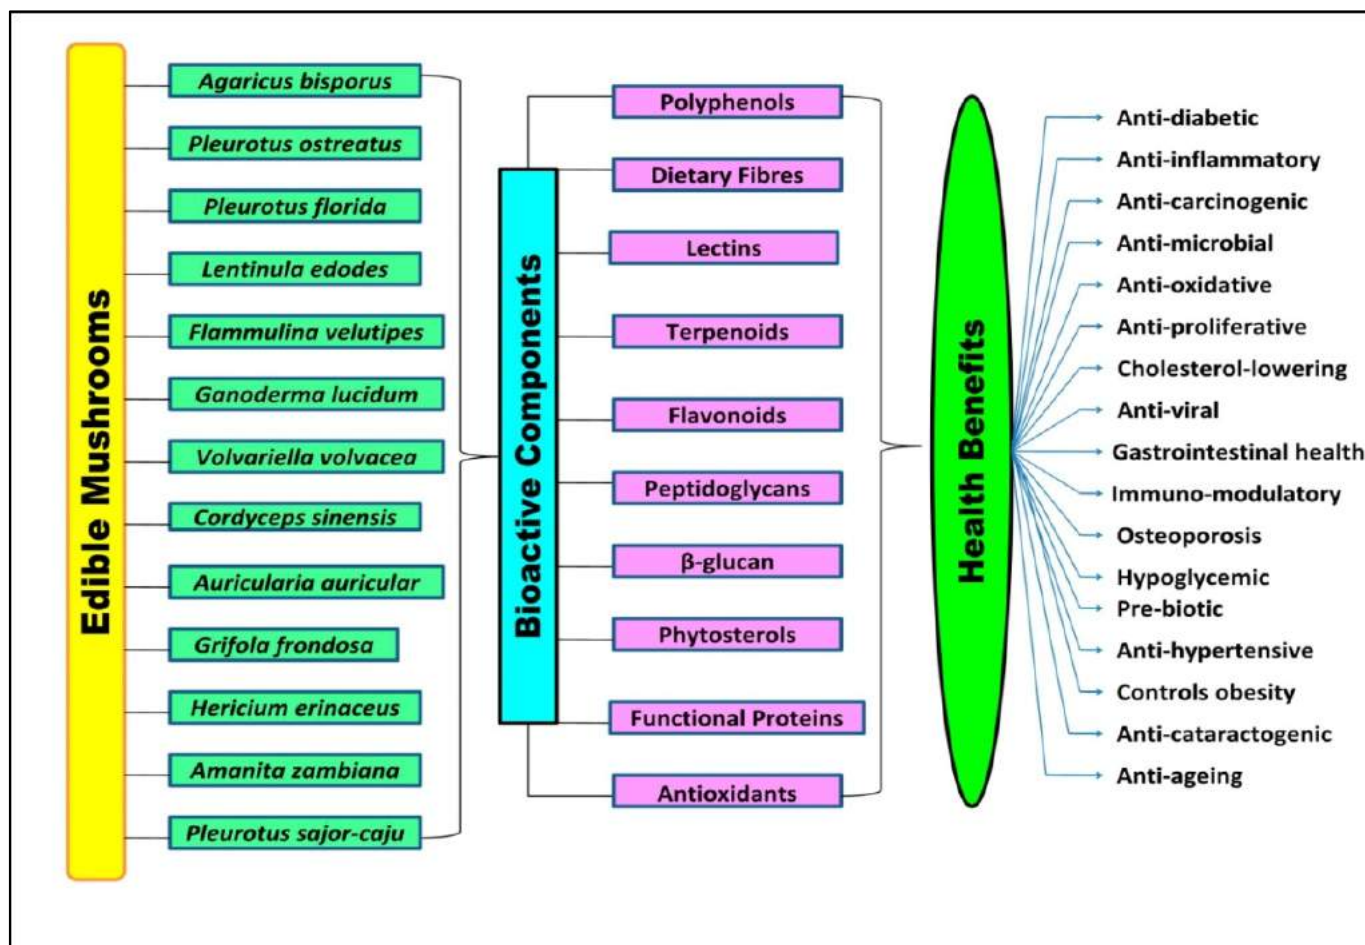 Edible Mushrooms
Agaricus bisporus
Pleurotus ostreatus
Pleurotus florida
Lentinula edodes
Flammulina velutipes
Ganoderma lucidum
Volvariella volvacea
Cordyceps sinensis
Auricularia auricular
Grifola frondosa
Hericium erinaceus
Amanita zambiana
Pleurotus sajor-caju
Bioactive Components
Polyphenols
Dietary Fibres
Lectins
Terpenoids
Flavonoids
Peptidoglycans
β-glucan
Phytosterols
Functional Proteins
Antioxidants
Health Benefits
Anti-diabetic
Anti-inflammatory
Anti-carcinogenic
Anti-microbial
Anti-oxidative
Anti-proliferative
Cholesterol-lowering
Anti-viral
Gastrointestinal health
Immuno-modulatory
Osteoporosis
Hypoglycemic
Pre-biotic
Anti-hypertensive
Controls obesity
Anti-cataractogenic
Anti-ageing